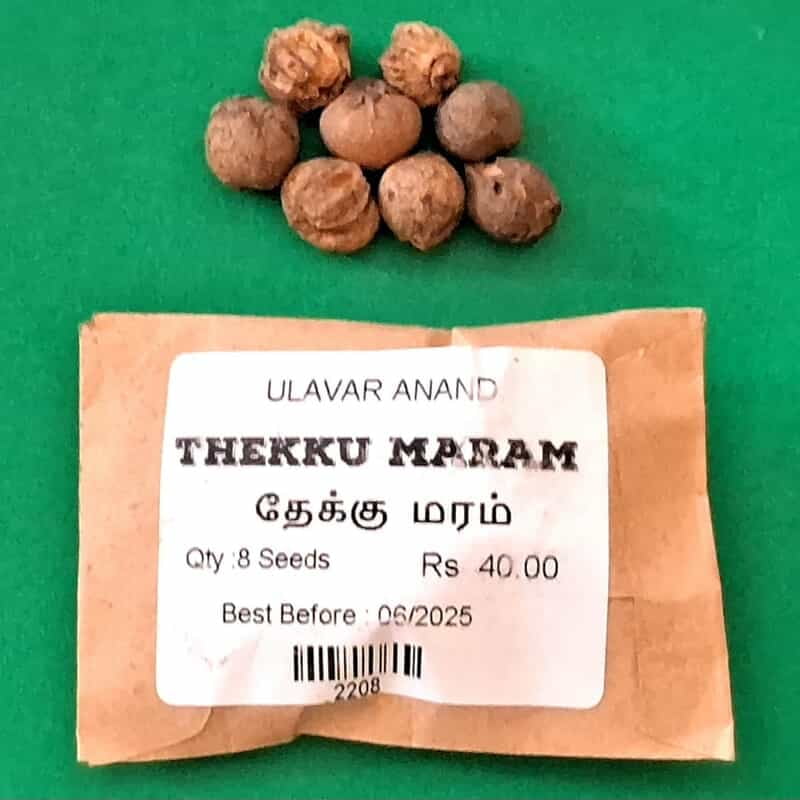 ULAVAR ANAND
THEKKU MARAM
தேக்கு மரம்
Qty :8 Seeds Rs 40.00
Best Before : 06/2025
2208